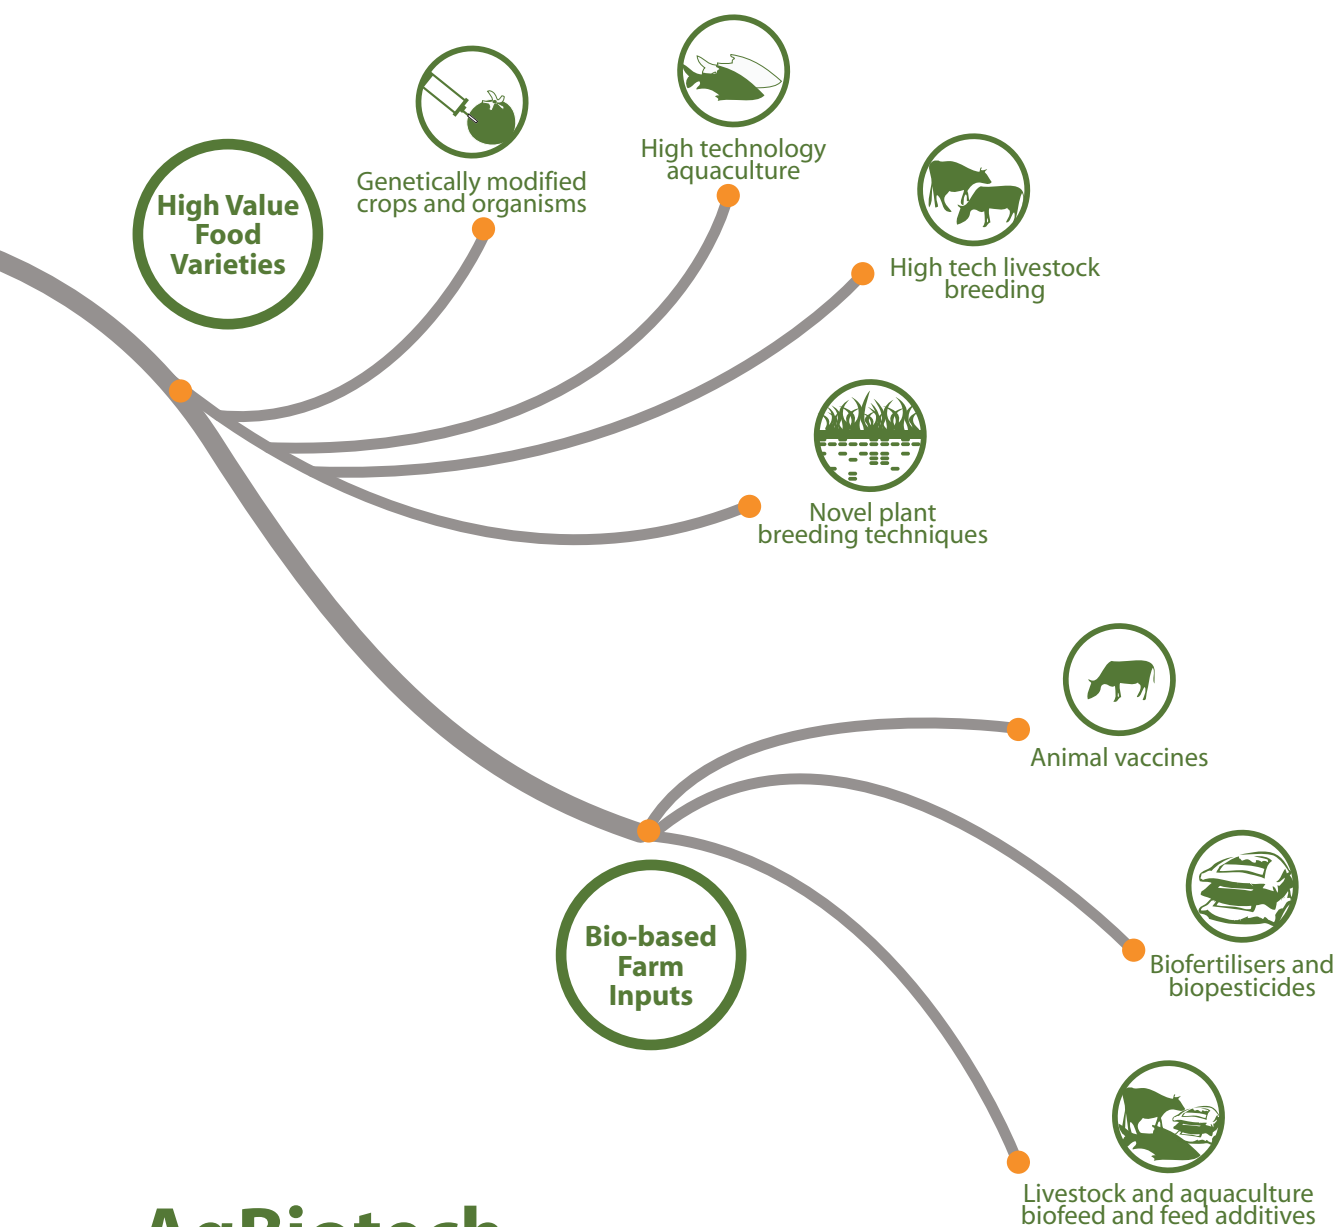 Genetically modified
crops and organisms
High technology
aquaculture
High tech livestock
breeding
High Value
Food
Varieties
Novel plant
breeding techniques
Animal vaccines
Bio-based
Farm
Inputs
Biofertilisers and
biopesticides
Livestock and aquaculture
biofeed and feed additives
AgBiotech